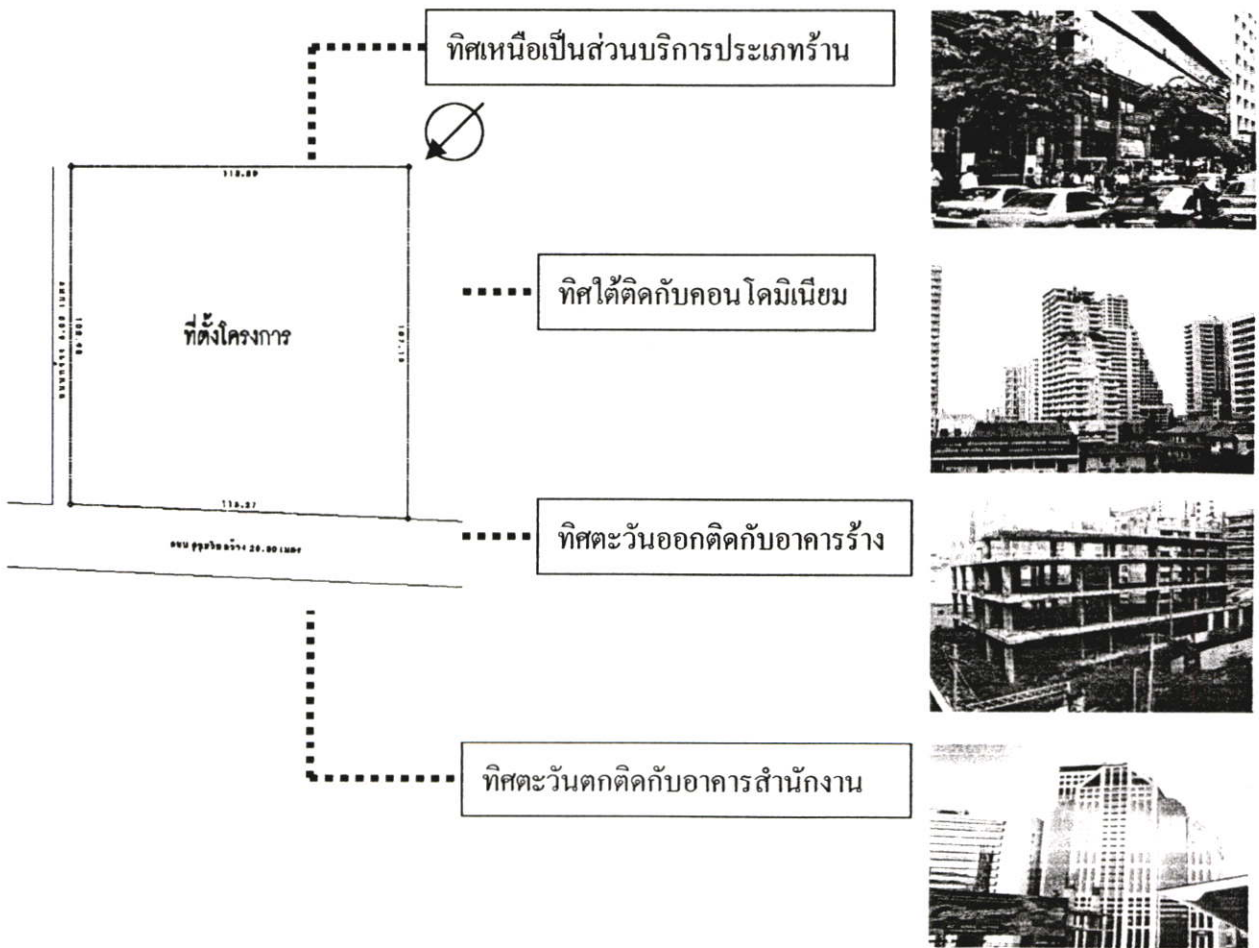 ทิศเหนือเป็นส่วนบริการประเภทร้าน
ที่ตั้งโครงการ
ทิศใต้ติดกับคอนโดมิเนียม
ทิศตะวันออกติดกับอาคารร้าง
ทิศตะวันตกติดกับอาคารสำนักงาน